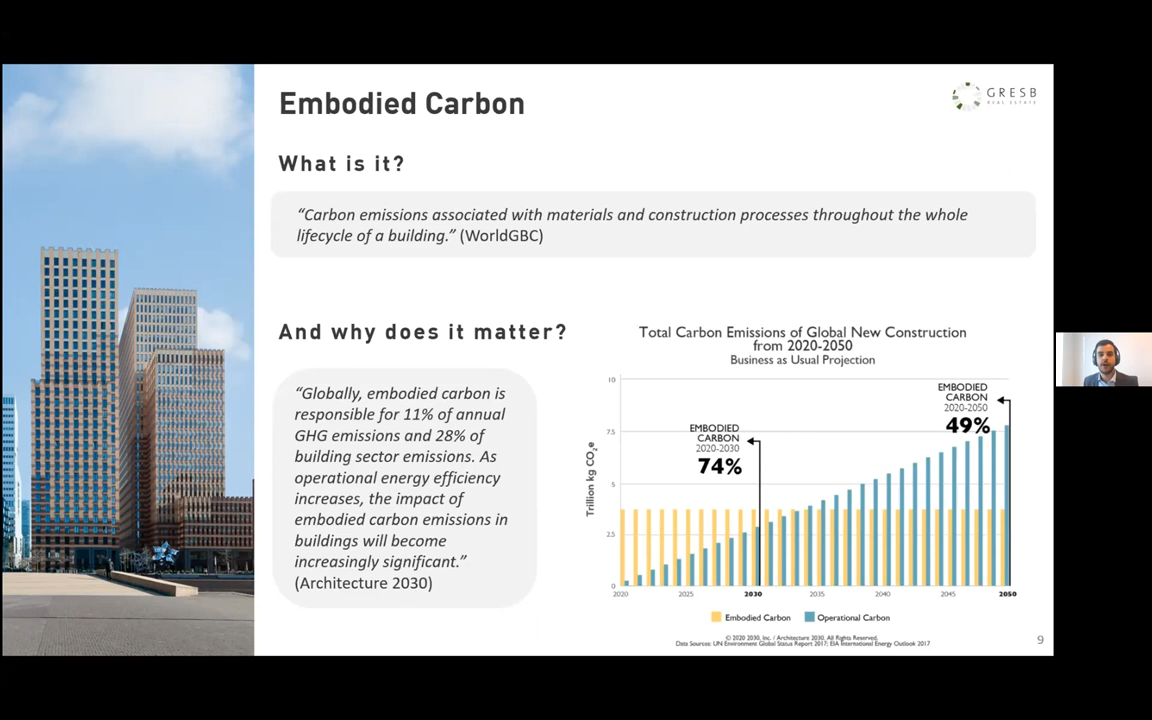 Embodied Carbon
GRESB
REAL ESTATE
What is it?
“Carbon emissions associated with materials and construction processes throughout the whole
lifecycle of a building.” (WorldGBC)
And why does it matter?
“Globally, embodied carbon is
responsible for 11% of annual
GHG emissions and 28% of
building sector emissions. As
operational energy efficiency
increases, the impact of
embodied carbon emissions in
buildings will become
increasingly significant.”
(Architecture 2030)
Total Carbon Emissions of Global New Construction
from 2020-2050
Business as Usual Projection
Trillion kg CO2e
10
7.5
5
2.5
0
EMBODIED
CARBON
2020-2030
74%
EMBODIED
CARBON
2020-2050
49%
2020 2025 2030 2035 2040 2045 2050
Embodied Carbon Operational Carbon
© 2020 2030, Inc. / Architecture 2030. All Rights Reserved.
Data Sources: UN Environment Global Status Report 2017; EIA International Energy Outlook 2017
9